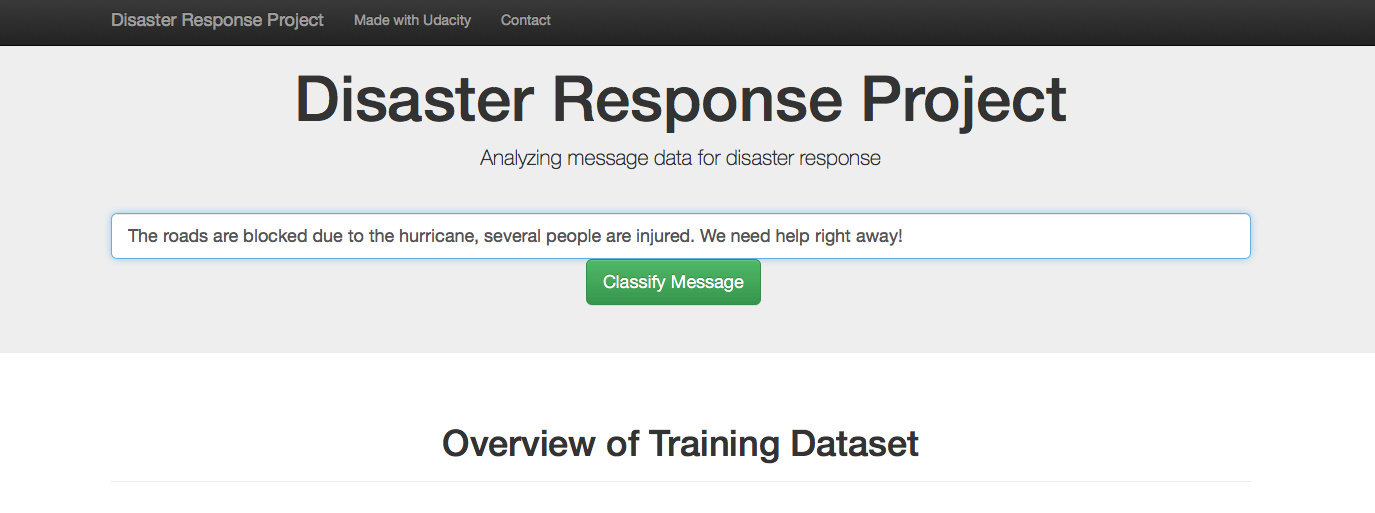 Disaster Response Project Made with Udacity Contact
Disaster Response Project
Analyzing message data for disaster response
The roads are blocked due to the hurricane, several people are injured. We need help right away!
Classify Message
Overview of Training Dataset